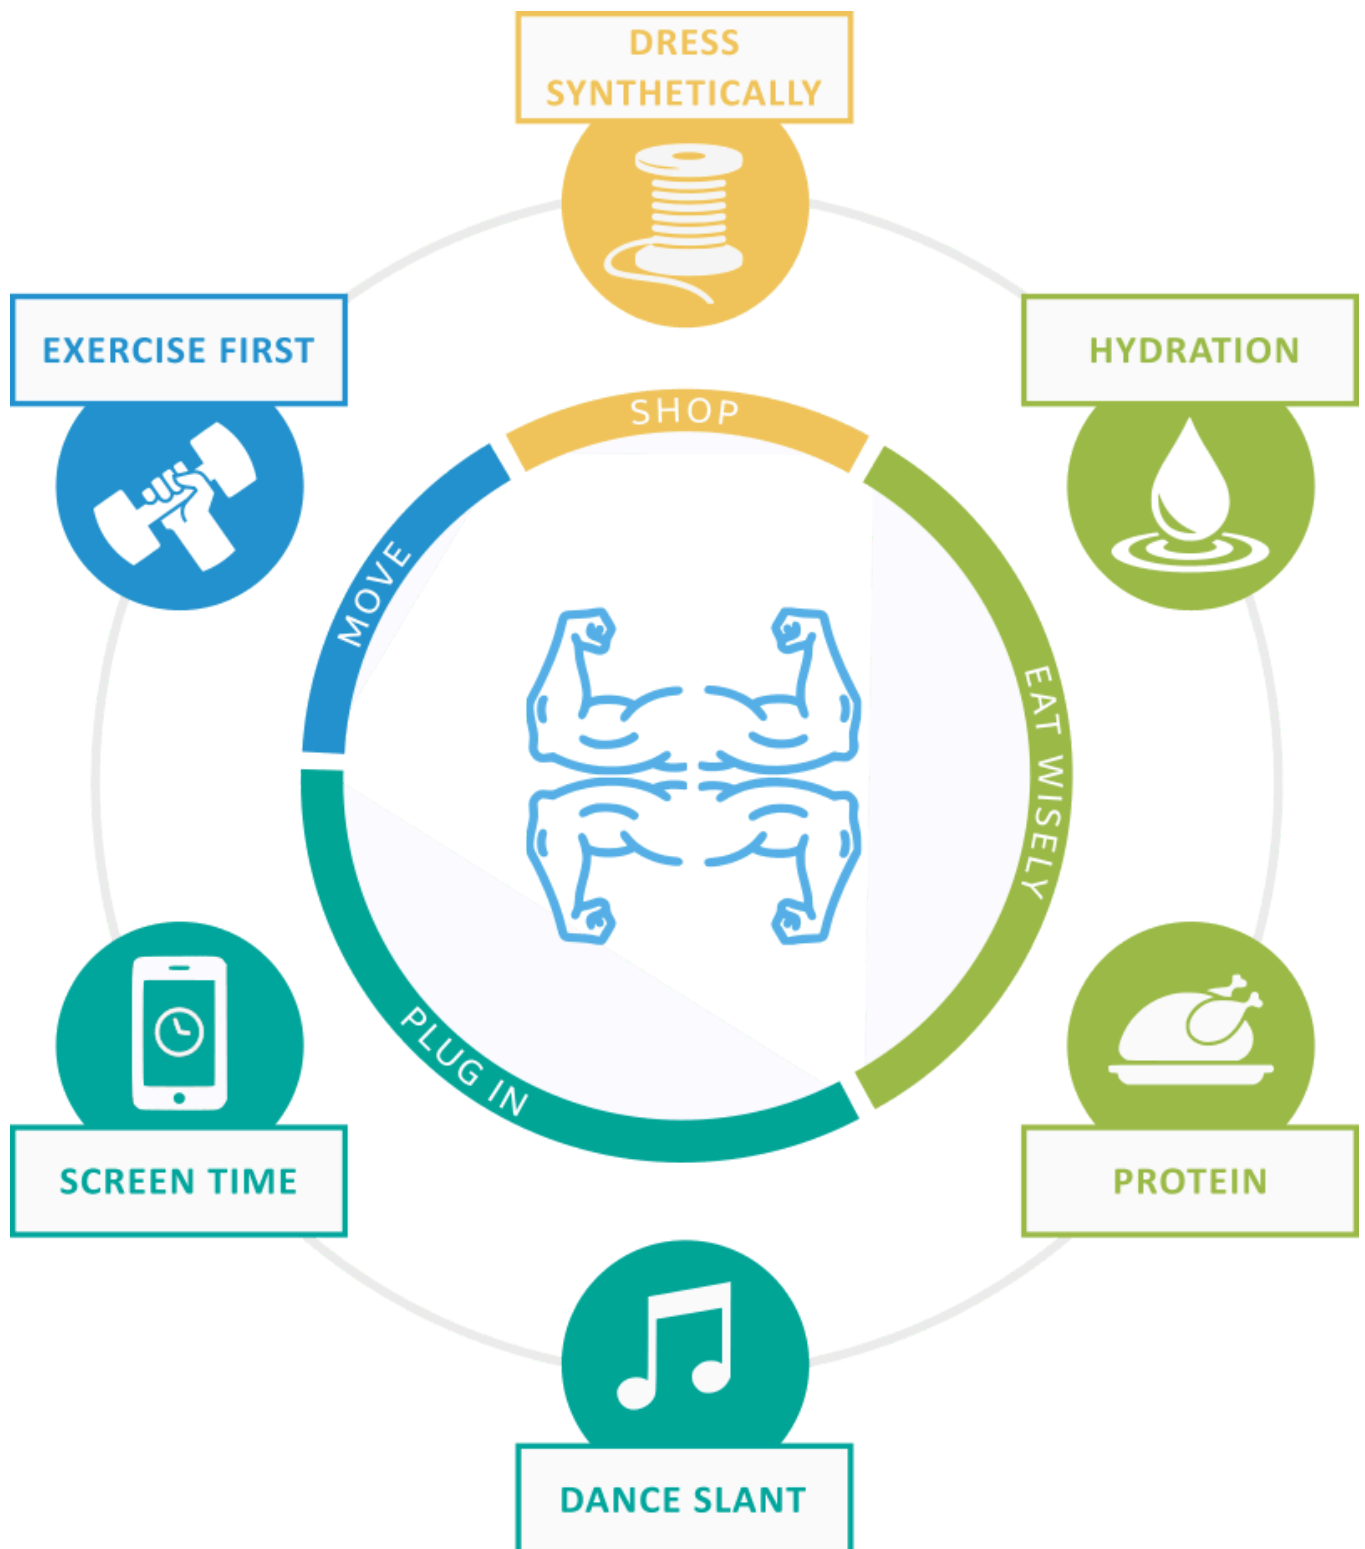 DRESS
SYNTHETICALLY
EXERCISE FIRST
HYDRATION
SHOP
MOVE
EAT WISELY
PLUG IN
SCREEN TIME
PROTEIN
DANCE SLANT